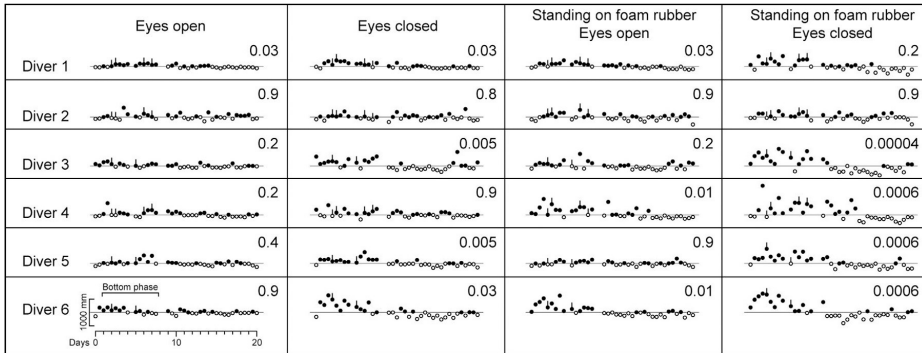 Eyes open
Eyes closed
Standing on foam rubber
Eyes open
Standing on foam rubber
Eyes closed
Diver 1 0.03 0.03 0.03 0.2
Diver 2 0.9 0.8 0.9 0.9
Diver 3 0.2 0.005 0.2 0.00004
Diver 4 0.2 0.9 0.01 0.0006
Diver 5 0.4 0.005 0.9 0.0006
Diver 6 0.9 0.03 0.01 0.0006
Bottom phase
1000 mm
Days 0 10 20